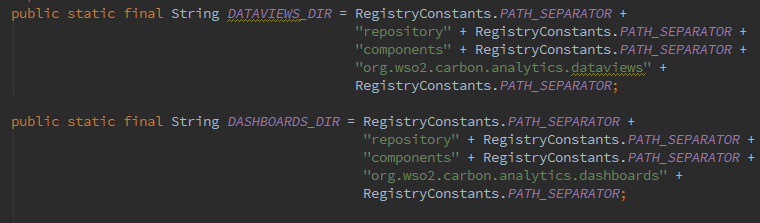 public static final String DATAVIEWS_DIR = RegistryConstants.PATH_SEPARATOR +
"repository" + RegistryConstants.PATH_SEPARATOR +
"components" + RegistryConstants.PATH_SEPARATOR +
"org.wso2.carbon.analytics.dataviews" +
RegistryConstants.PATH_SEPARATOR;
public static final String DASHBOARDS_DIR = RegistryConstants.PATH_SEPARATOR +
"repository" + RegistryConstants.PATH_SEPARATOR +
"components" + RegistryConstants.PATH_SEPARATOR +
"org.wso2.carbon.analytics.dashboards" +
RegistryConstants.PATH_SEPARATOR;